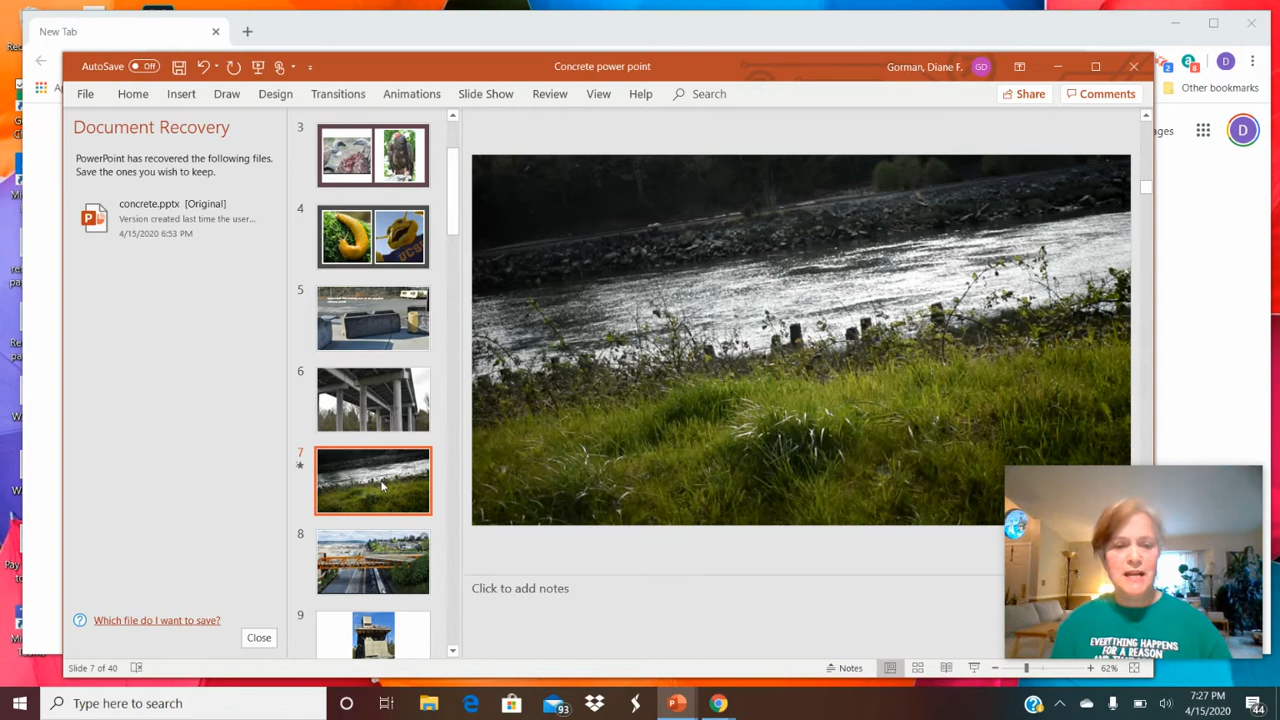 New Tab
AutoSave Off
Concrete power point
Gorman, Diane F. GD
File Home Insert Draw Design Transitions Animations Slide Show Review View Help Search Share Comments
2 8 D
Other bookmarks
ages D
Document Recovery
PowerPoint has recovered the following files.
Save the ones you wish to keep.
concrete.pptx [Original]
Version created last time the user...
4/15/2020 6:53 PM
3
4
5
6
7
8
9
Click to add notes
EVERYTHING HAPPENS
FOR A REASON
Which file do I want to save?
Close
Slide 7 of 40
Notes
62%
Type here to search
93
7:27 PM
4/15/2020
44